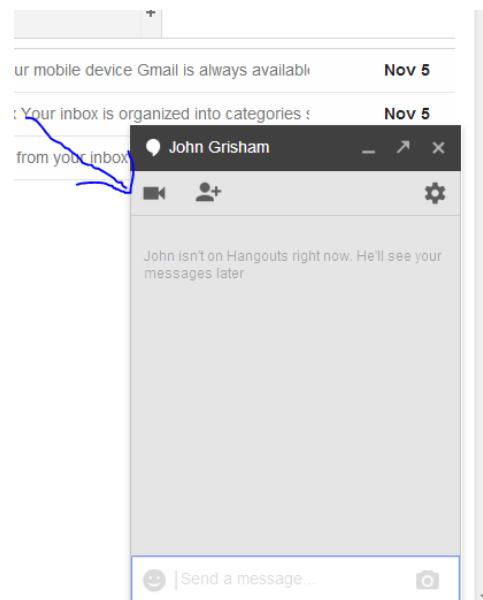 +
ur mobile device Gmail is always availabl
Nov 5
Your inbox is organized into categories s
Nov 5
from your inbox
John Grisham
John isn't on Hangouts right now. He'll see your
messages later
Send a message...